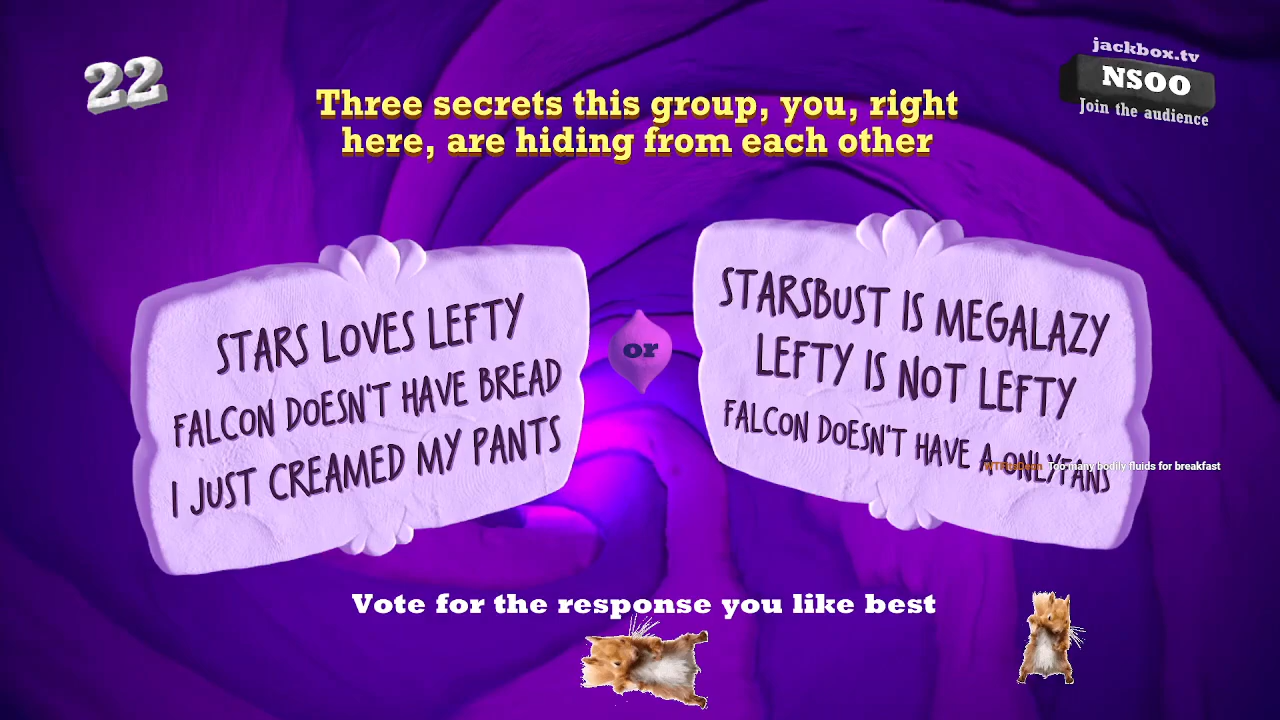 22
jackbox.tv
NSOO
Join the audience
Three secrets this group, you, right
here, are hiding from each other
STARS LOVES LEFTY
FALCON DOESN'T HAVE BREAD
I JUST CREAMED MY PANTS
or
STARSBUST IS MEGALAZY
LEFTY IS NOT LEFTY
FALCON DOESN'T HAVE A ONLYFANS
Too many bodily fluids for breakfast
Vote for the response you like best